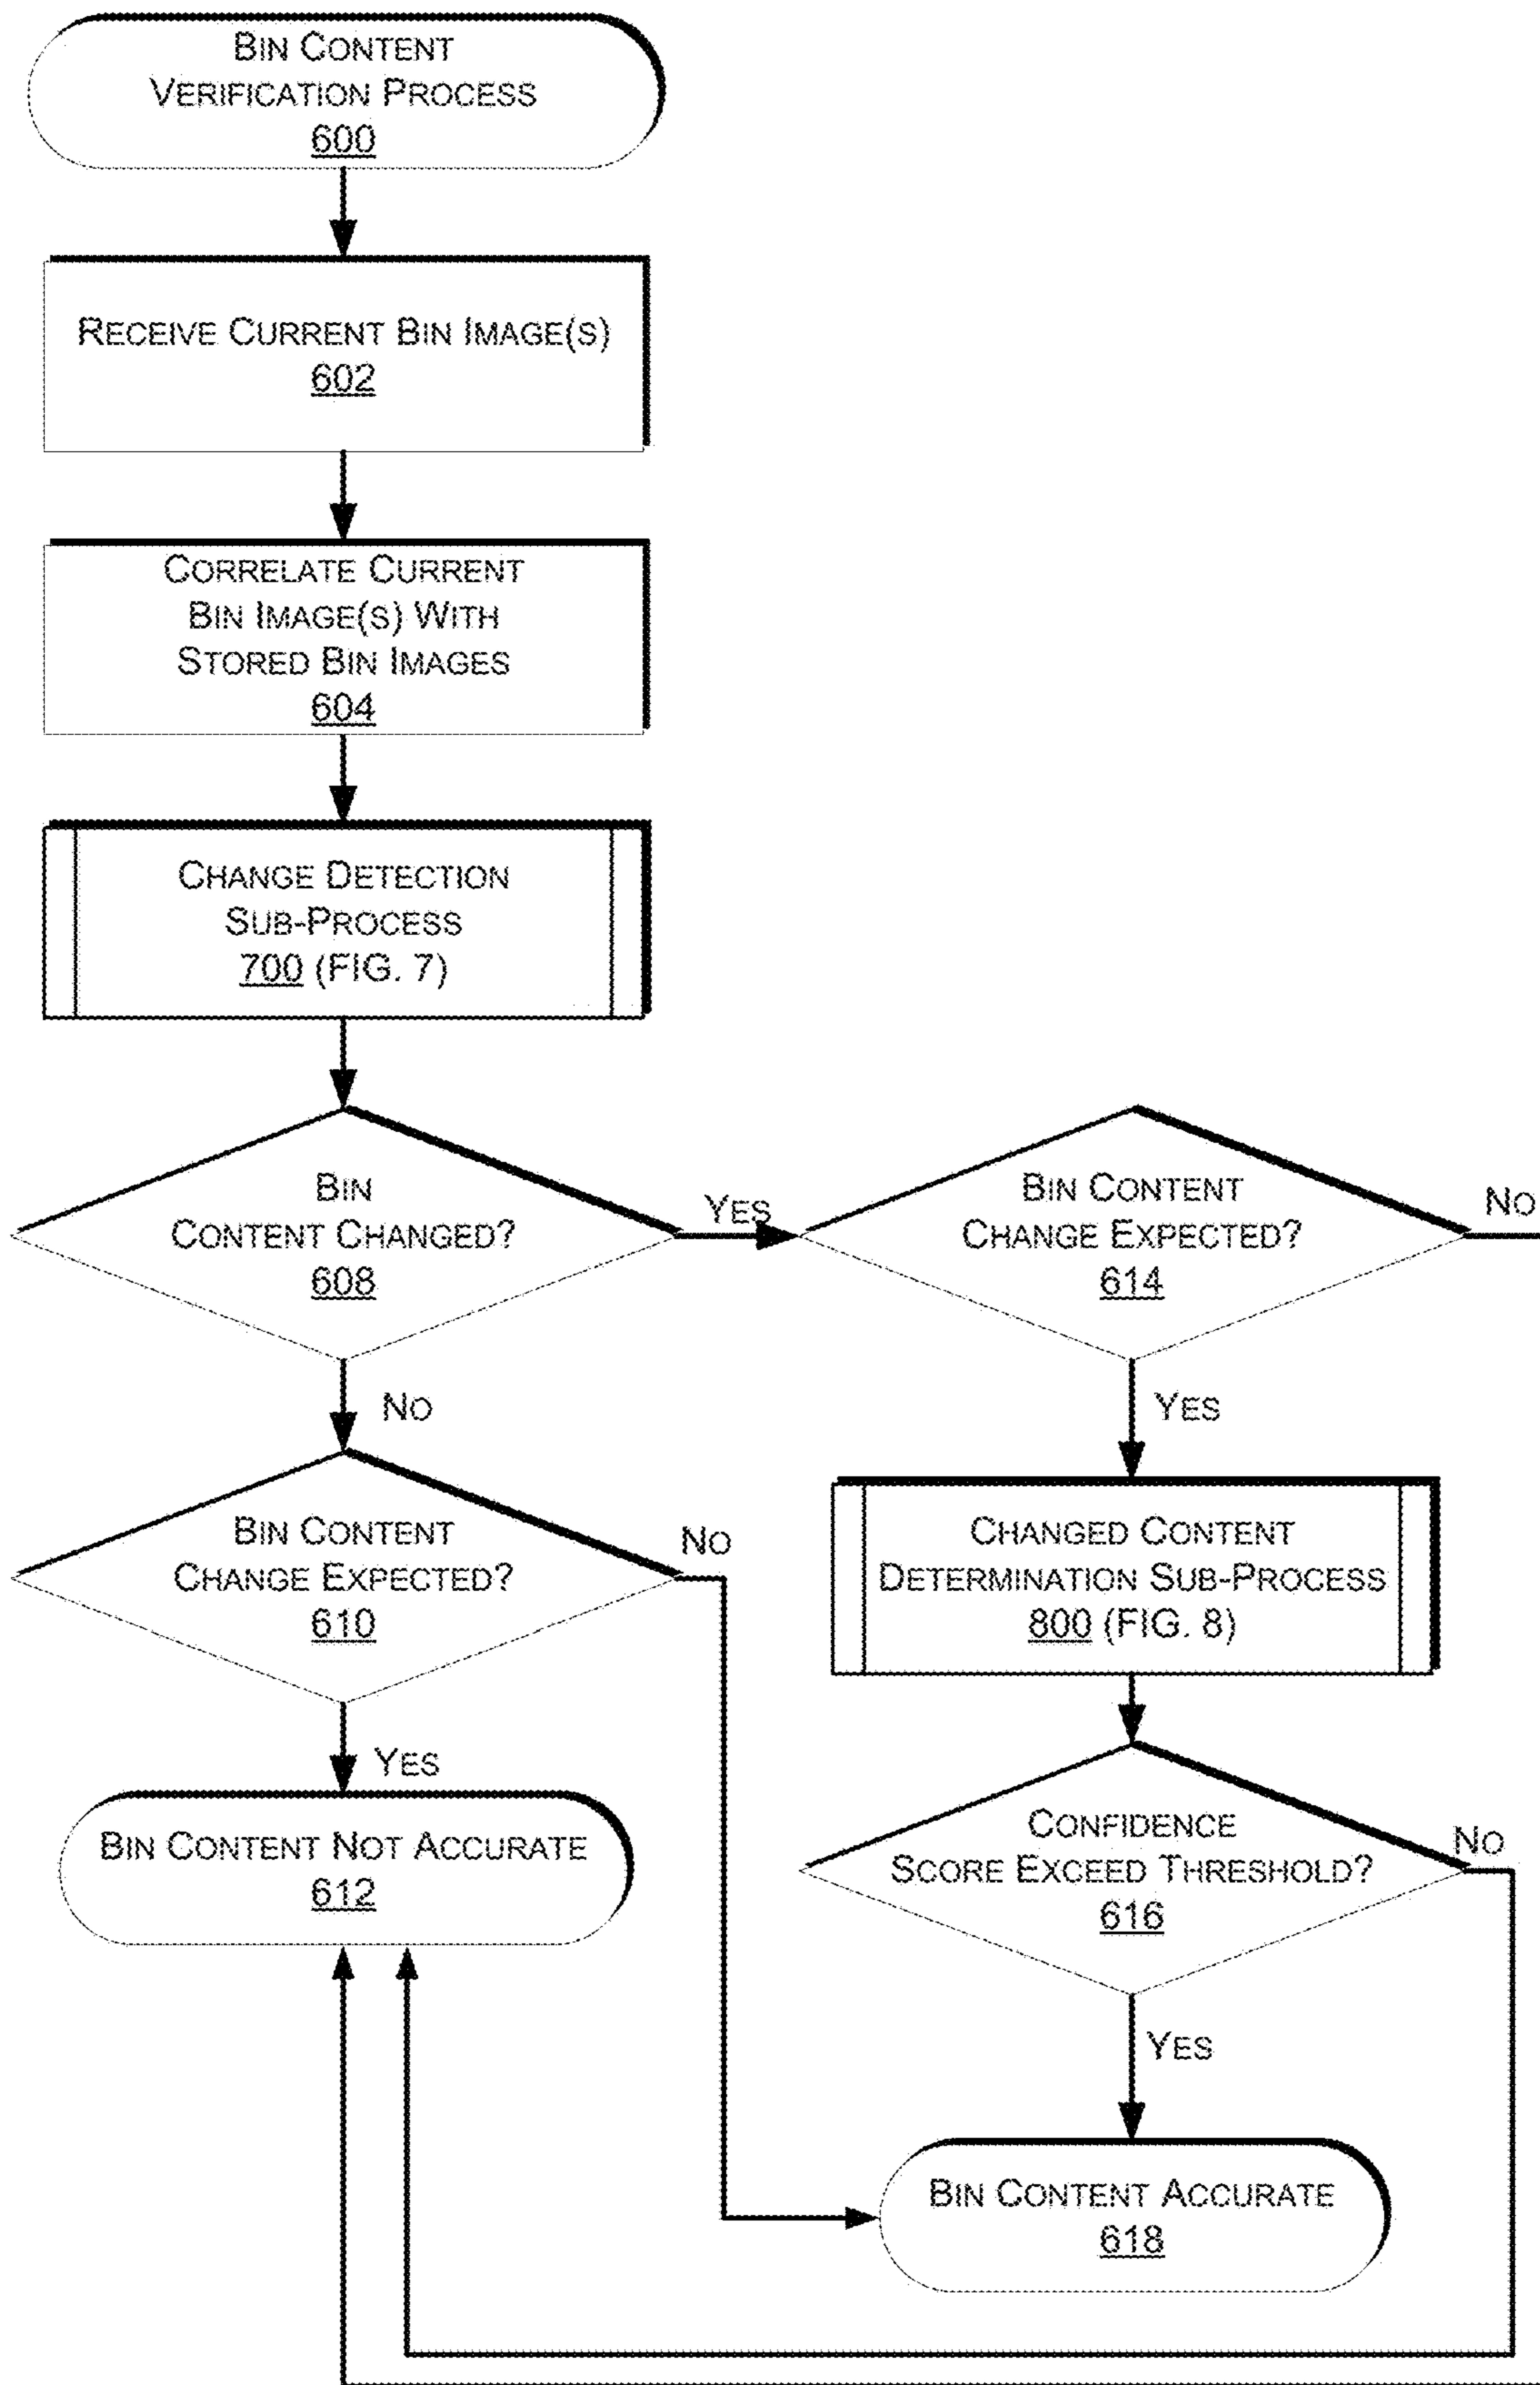 BIN CONTENT
VERIFICATION PROCESS
600
RECEIVE CURRENT BIN IMAGE(S)
602
CORRELATE CURRENT
BIN IMAGE(S) WITH
STORED BIN IMAGES
604
CHANGE DETECTION
SUB-PROCESS
700 (FIG. 7)
BIN
CONTENT CHANGED?
608
YES
BIN CONTENT
CHANGE EXPECTED?
614
NO
NO
YES
BIN CONTENT
CHANGE EXPECTED?
610
NO
CHANGED CONTENT
DETERMINATION SUB-PROCESS
800 (FIG. 8)
YES
BIN CONTENT NOT ACCURATE
612
CONFIDENCE
SCORE EXCEED THRESHOLD?
616
NO
YES
BIN CONTENT ACCURATE
618